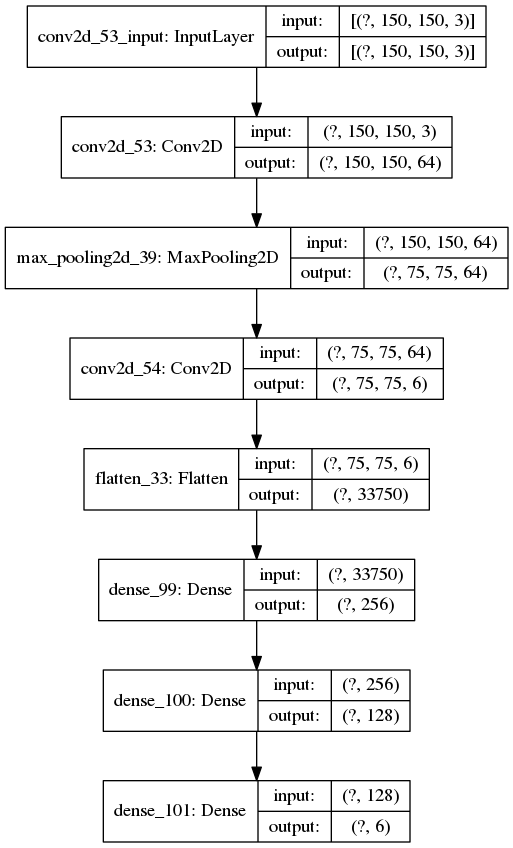 conv2d_53_input: InputLayer
input: [(?, 150, 150, 3)]
output: [(?, 150, 150, 3)]
conv2d_53: Conv2D
input: (?, 150, 150, 3)
output: (?, 150, 150, 64)
max_pooling2d_39: MaxPooling2D
input: (?, 150, 150, 64)
output: (?, 75, 75, 64)
conv2d_54: Conv2D
input: (?, 75, 75, 64)
output: (?, 75, 75, 6)
flatten_33: Flatten
input: (?, 75, 75, 6)
output: (?, 33750)
dense_99: Dense
input: (?, 33750)
output: (?, 256)
dense_100: Dense
input: (?, 256)
output: (?, 128)
dense_101: Dense
input: (?, 128)
output: (?, 6)